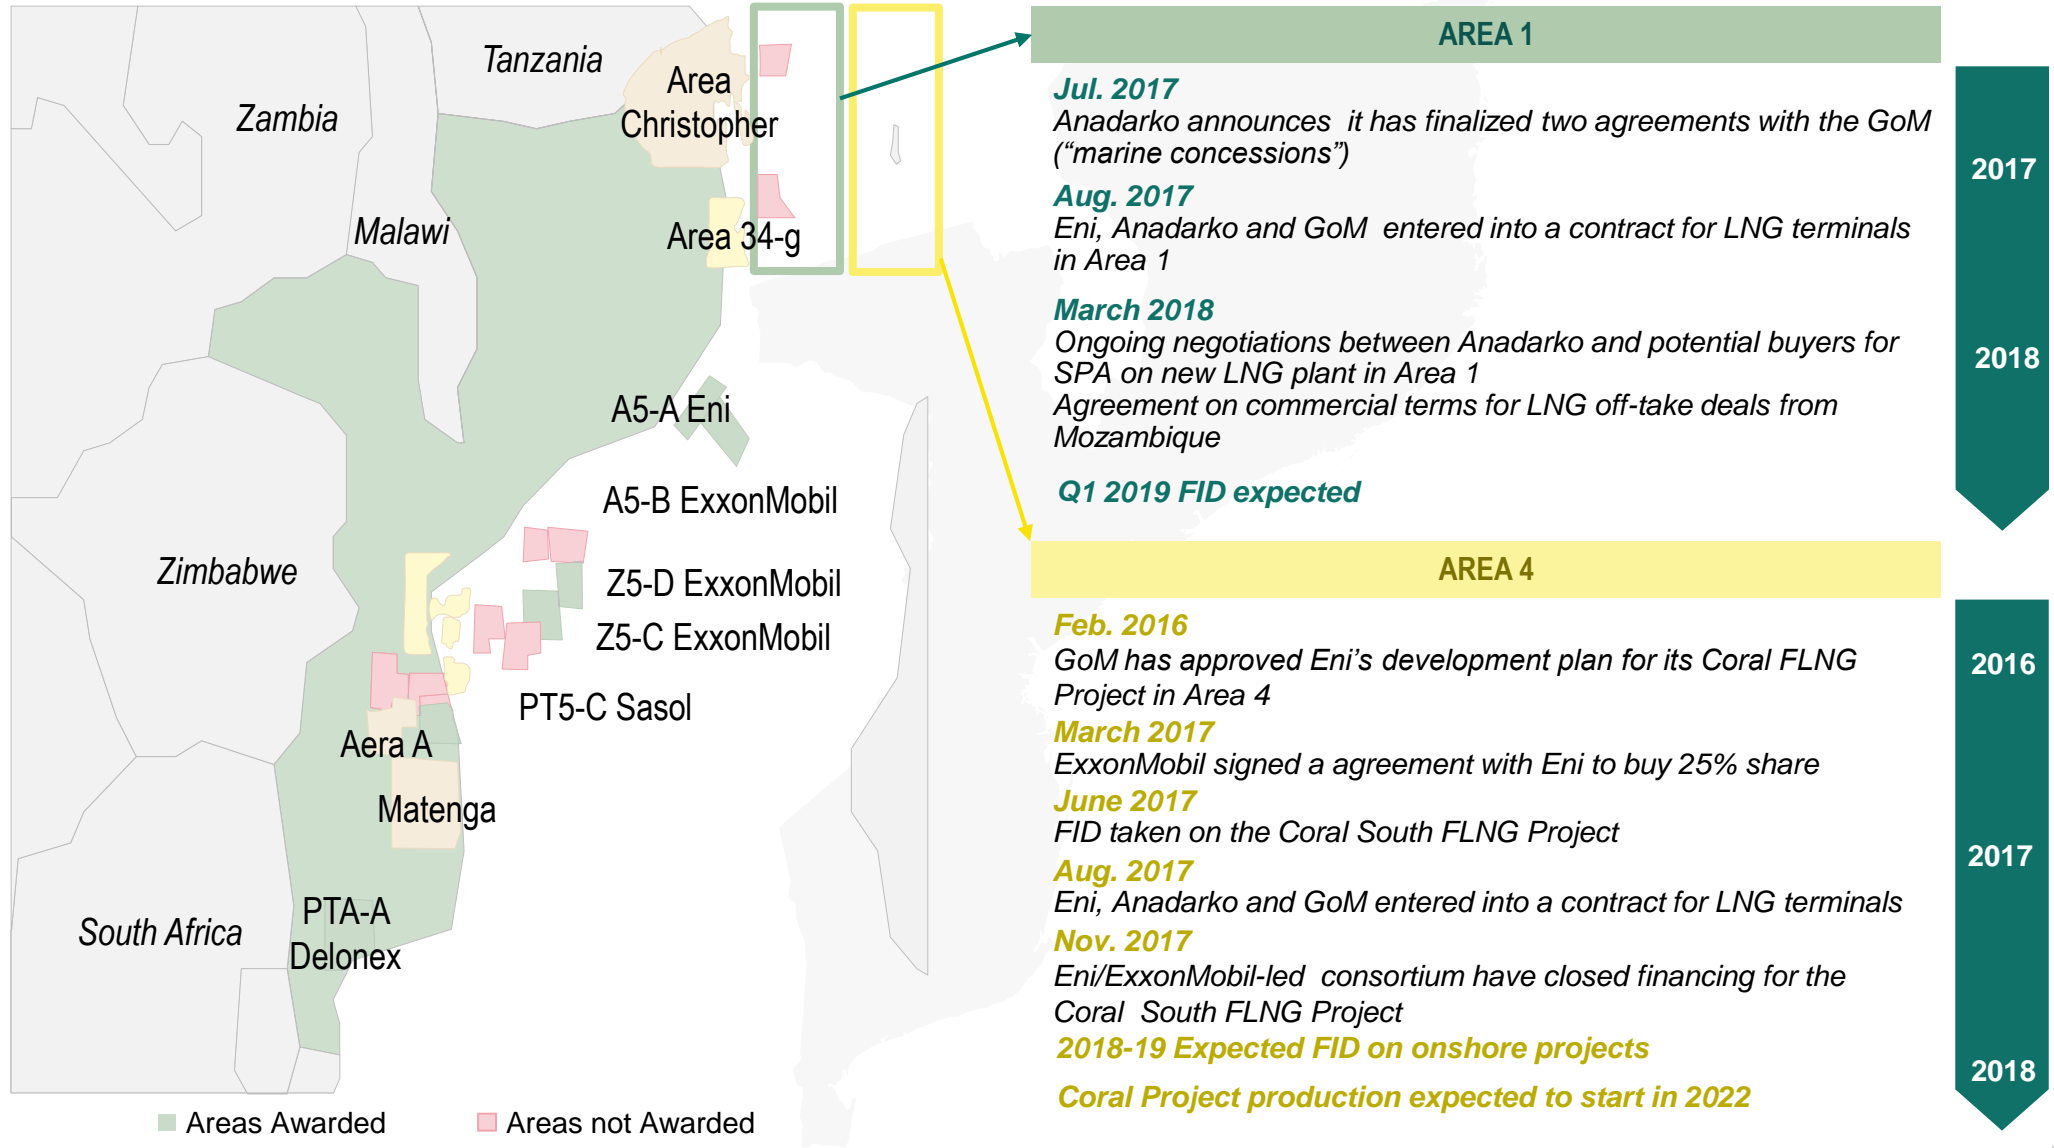 Tanzania
Zambia
Malawi
Zimbabwe
South Africa
Area
Christopher
Area 34-g
A5-A Eni
A5-B ExxonMobil
Z5-D ExxonMobil
Z5-C ExxonMobil
PT5-C Sasol
Aera A
Matenga
PTA-A
Delonex
Areas Awarded
Areas not Awarded
AREA 1
Jul. 2017
Anadarko announces it has finalized two agreements with the GoM
(“marine concessions”)
Aug. 2017
Eni, Anadarko and GoM entered into a contract for LNG terminals
in Area 1
March 2018
Ongoing negotiations between Anadarko and potential buyers for
SPA on new LNG plant in Area 1
Agreement on commercial terms for LNG off-take deals from
Mozambique
Q1 2019 FID expected
2017
2018
AREA 4
Feb. 2016
GoM has approved Eni’s development plan for its Coral FLNG
Project in Area 4
March 2017
ExxonMobil signed a agreement with Eni to buy 25% share
June 2017
FID taken on the Coral South FLNG Project
Aug. 2017
Eni, Anadarko and GoM entered into a contract for LNG terminals
Nov. 2017
Eni/ExxonMobil-led consortium have closed financing for the
Coral South FLNG Project
2018-19 Expected FID on onshore projects
Coral Project production expected to start in 2022
2016
2017
2018